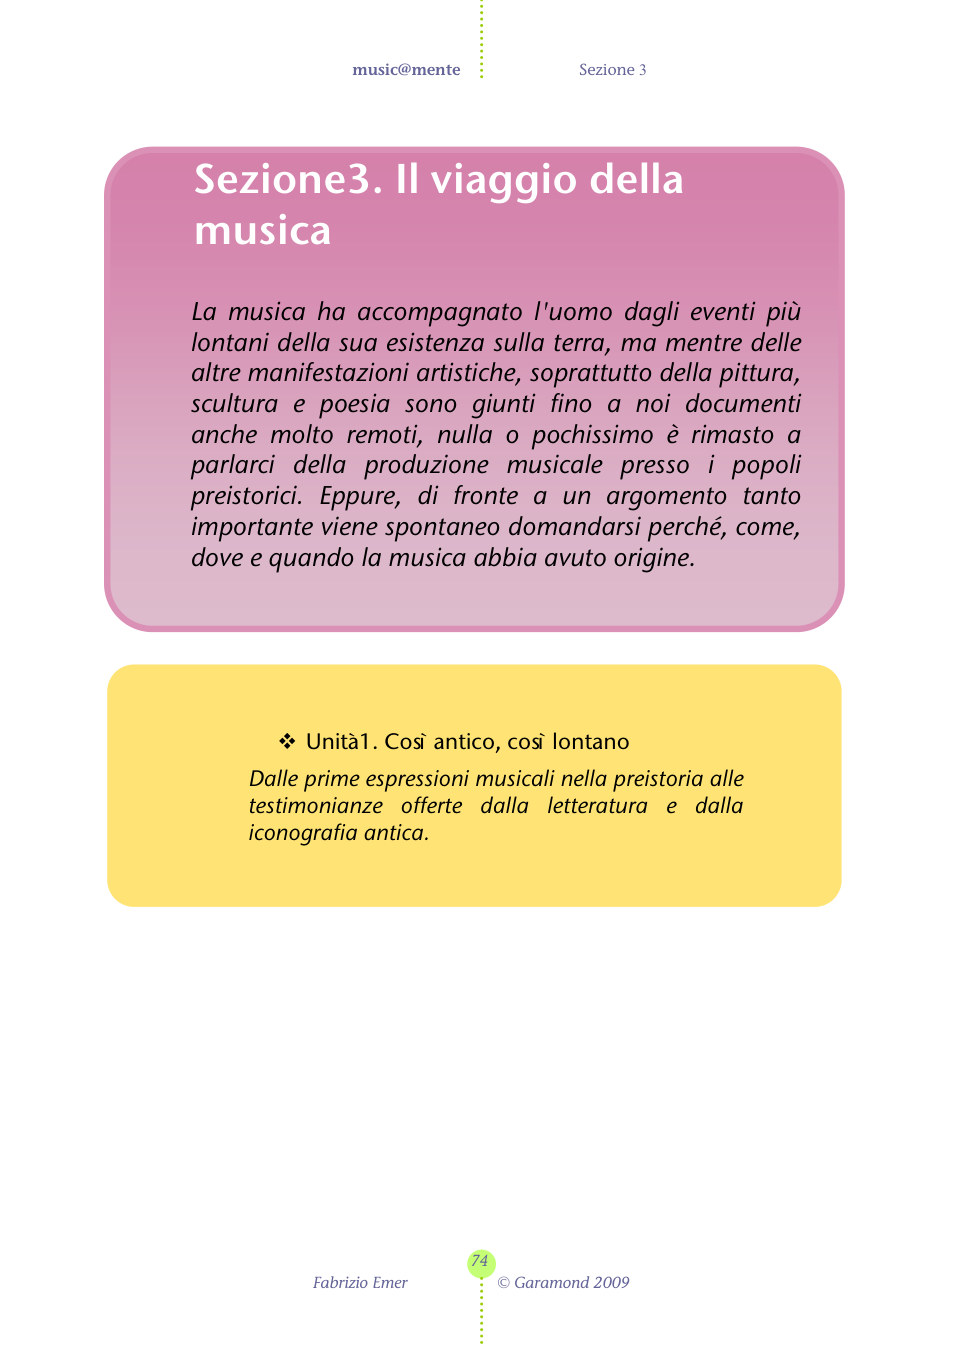 music@mente Sezione 3
Sezione3. Il viaggio della
musica
La musica ha accompagnato l'uomo dagli eventi più
lontani della sua esistenza sulla terra, ma mentre delle
altre manifestazioni artistiche, soprattutto della pittura,
scultura e poesia sono giunti fino a noi documenti
anche molto remoti, nulla o pochissimo è rimasto a
parlarci della produzione musicale presso i popoli
preistorici. Eppure, di fronte a un argomento tanto
importante viene spontaneo domandarsi perché, come,
dove e quando la musica abbia avuto origine.
❖ Unità1. Così antico, così lontano
Dalle prime espressioni musicali nella preistoria alle
testimonianze offerte dalla letteratura e dalla
iconografia antica.
74
Fabrizio Emer © Garamond 2009